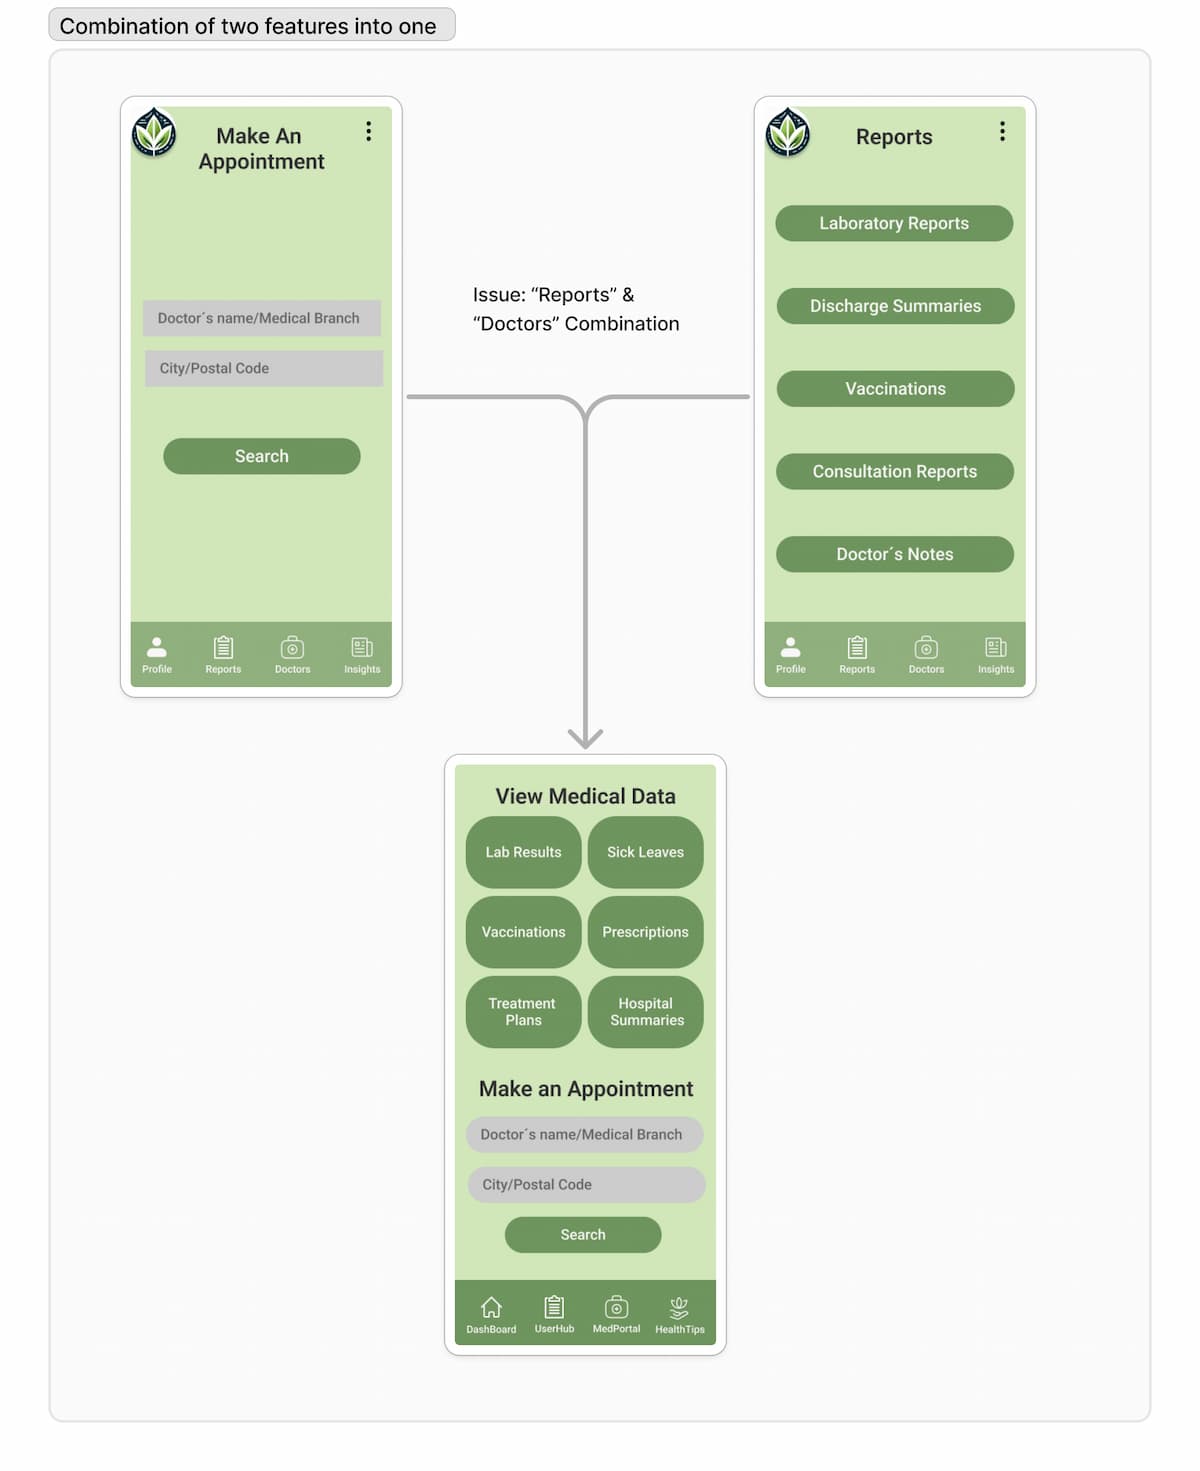 Combination of two features into one
Make An
Appointment
Doctor´s name/Medical Branch
City/Postal Code
Search
Profile
Reports
Doctors
Insights
Issue: “Reports” &
“Doctors” Combination
Reports
Laboratory Reports
Discharge Summaries
Vaccinations
Consultation Reports
Doctor´s Notes
Profile
Reports
Doctors
Insights
View Medical Data
Lab Results
Sick Leaves
Vaccinations
Prescriptions
Treatment
Plans
Hospital
Summaries
Make an Appointment
Doctor´s name/Medical Branch
City/Postal Code
Search
DashBoard
UserHub
MedPortal
HealthTips